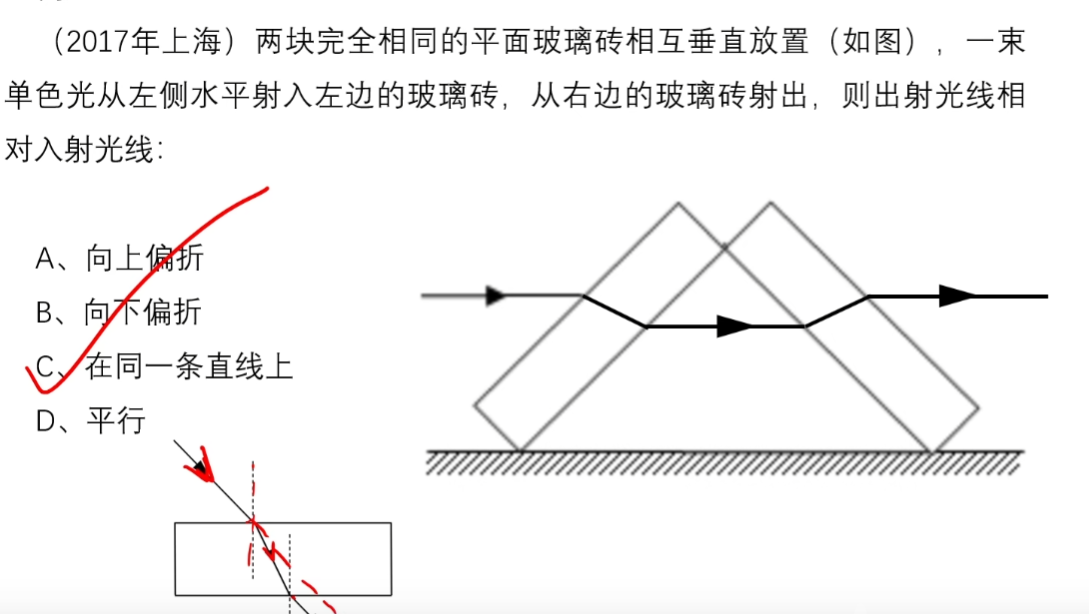 （2017年上海）两块完全相同的平面玻璃砖相互垂直放置（如图），一束
单色光从左侧水平射入左边的玻璃砖，从右边的玻璃砖射出，则出射光线相
对入射光线：
A、向上偏折
B、向下偏折
C、在同一条直线上
D、平行